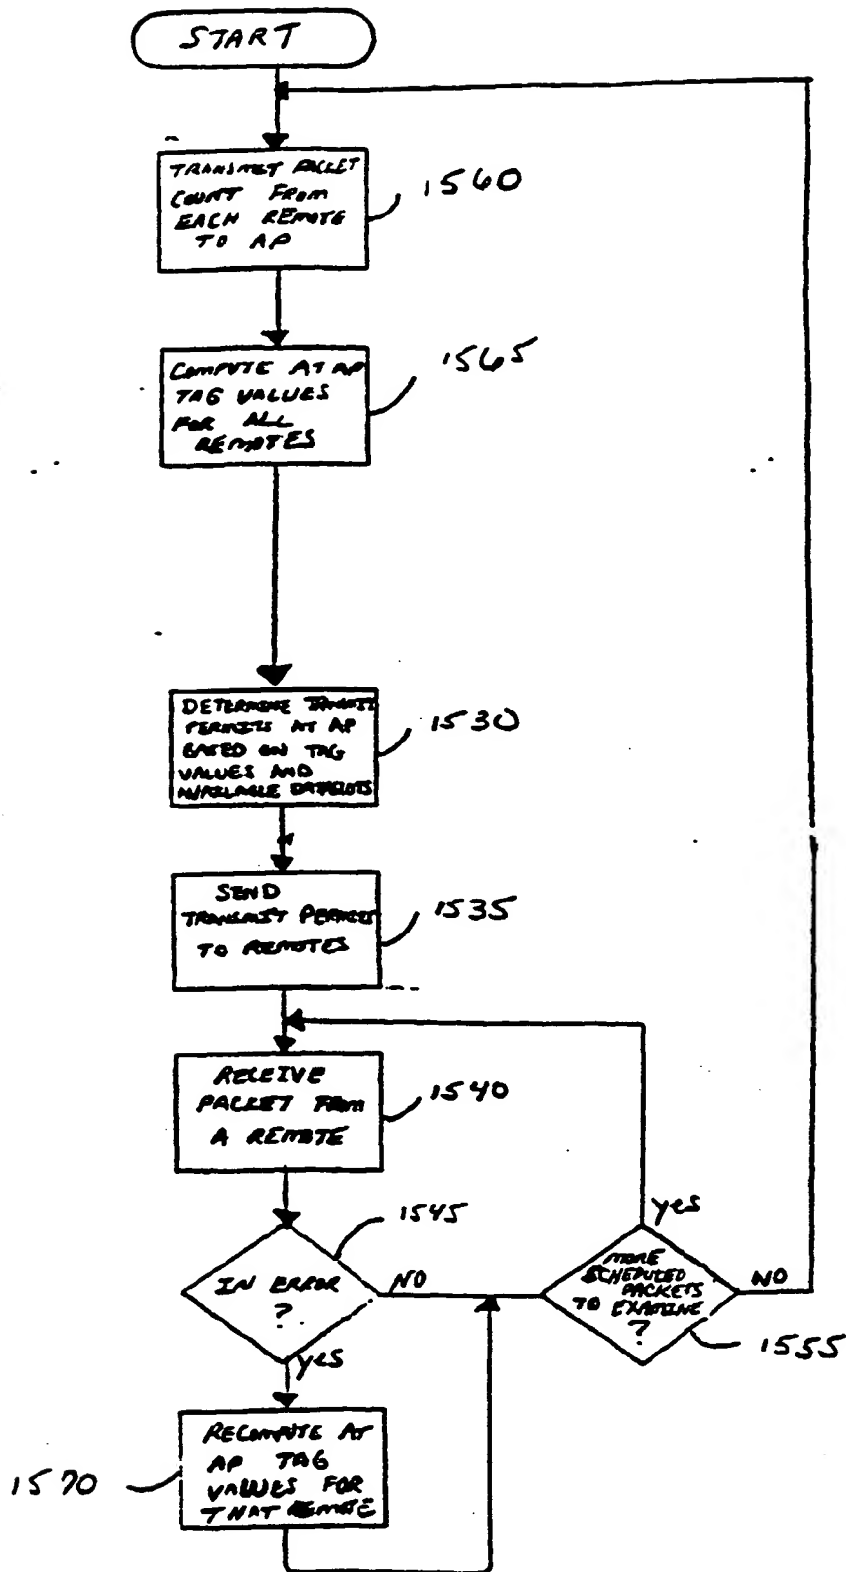 START
TRANSMIT PACKET
COUNT FROM
EACH REMOTE
TO AP
1560
COMPUTE AT AP
TAG VALUES
FOR ALL
REMOTES
1565
DETERMINE TRANSMIT
PERMITS AT AP
BASED ON TAG
VALUES AND
AVAILABLE DATASLOTS
1530
SEND
TRANSMIT PERMITS
TO REMOTES
1535
RECEIVE
PACKET FROM
A REMOTE
1540
1545
IN ERROR
?
NO
yes
yes
MORE
SCHEDULED
PACKETS
TO EXAMINE
?
NO
1555
RECOMPUTE AT
AP TAG
VALUES FOR
THAT REMOTE
1570